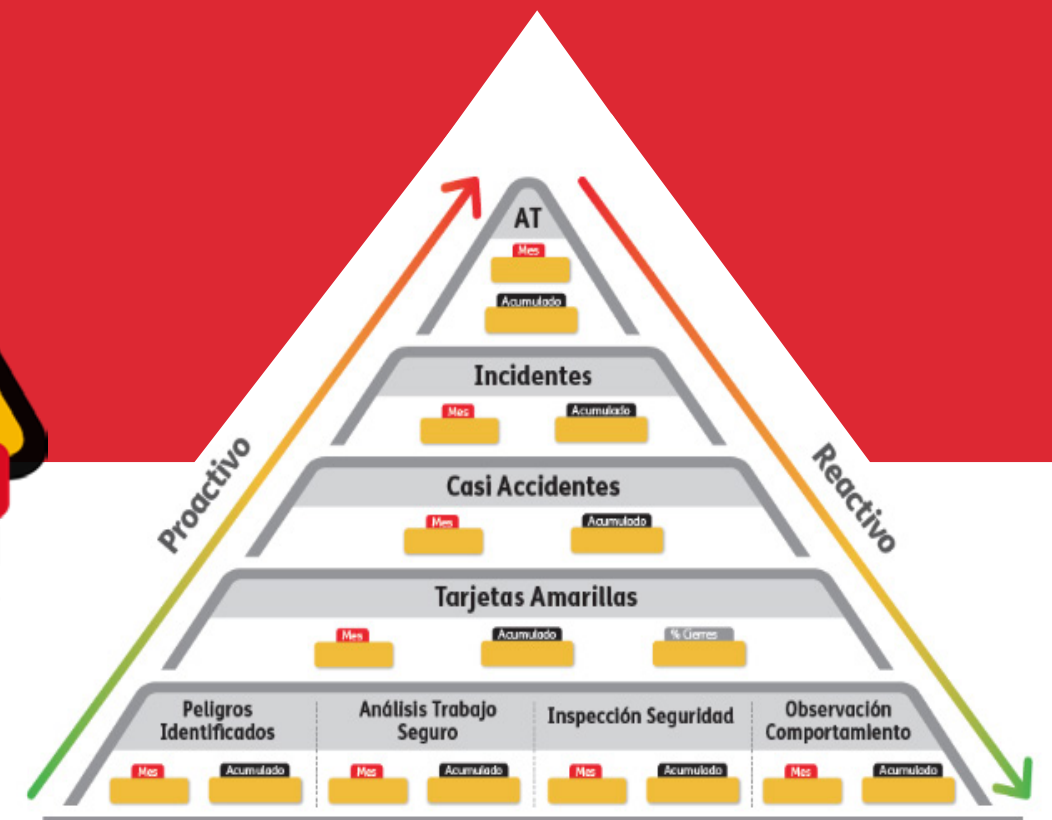 AT
Mes
Acumulado
Incidentes
Mes Acumulado
Casi Accidentes
Mes Acumulado
Proactivo
Reactivo
Tarjetas Amarillas
Mes Acumulado % Cierres
Peligros
Identificados
Análisis Trabajo
Seguro
Inspección Seguridad
Observación
Comportamiento
Mes Acumulado Mes Acumulado Mes Acumulado Mes Acumulado